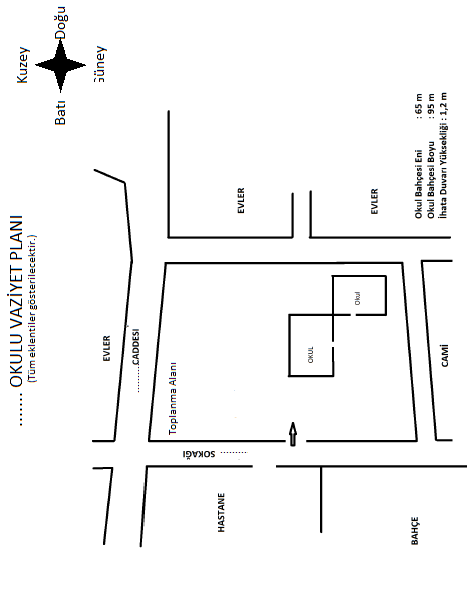 Doğu
Kuzey
Güney
Batı
....... OKULU VAZİYET PLANI
(Tüm eklentiler gösterilecektir.)
EVLER
EVLER
Okul Bahçesi Eni : 65 m
Okul Bahçesi Boyu : 95 m
İhata Duvarı Yüksekliği : 1,2 m
EVLER
.......... CADDESİ
Toplanma Alanı
OKUL
Okul
CAMİ
........ SOKAĞI
HASTANE
BAHÇE